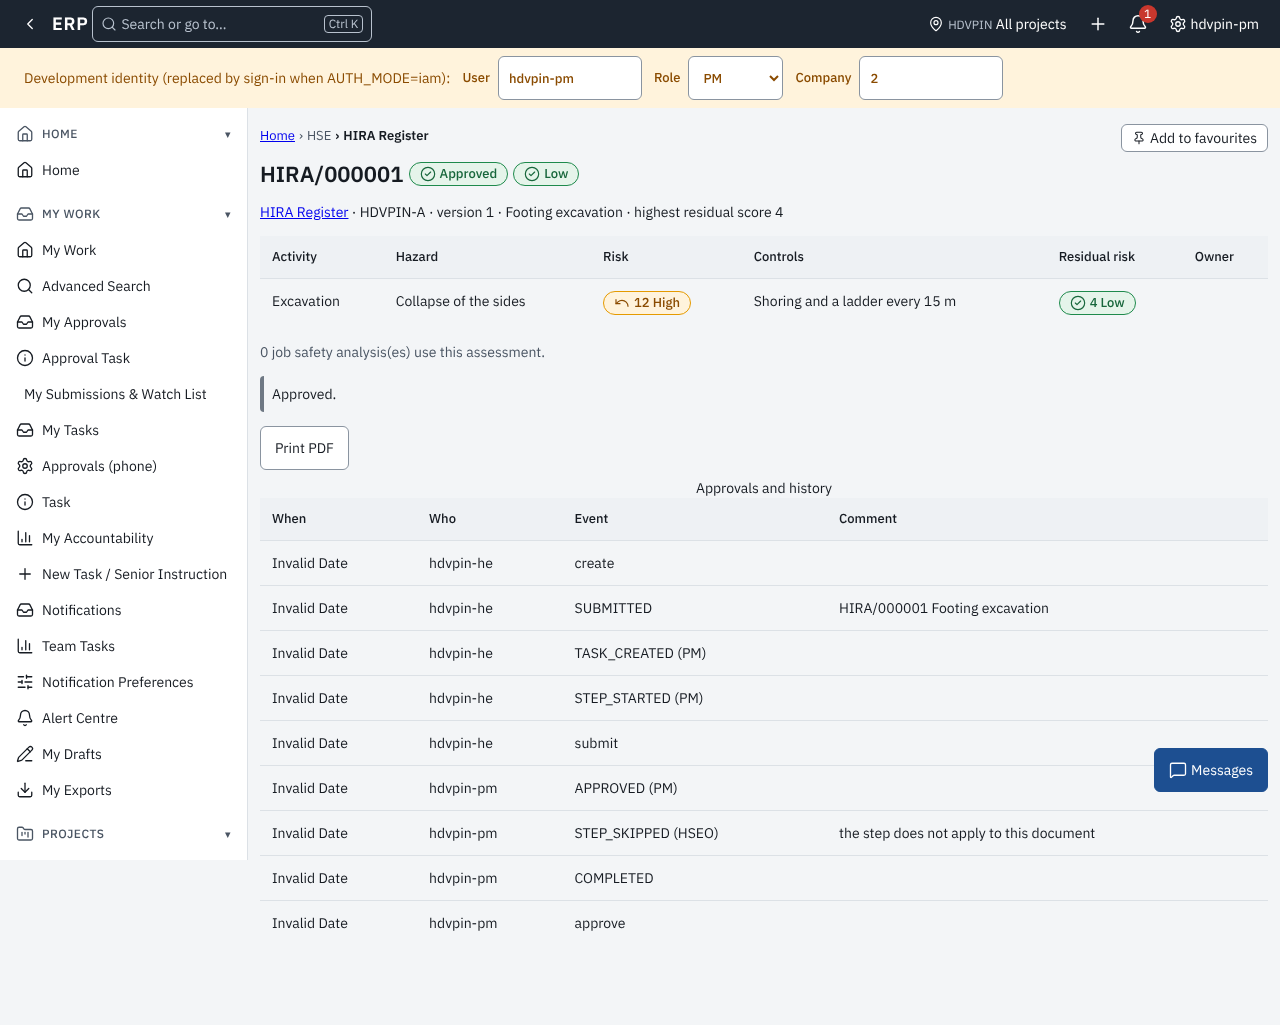 ERP Search or go to... Ctrl K HDVPIN All projects 1 hdvpin-pm
Development identity (replaced by sign-in when AUTH_MODE=iam): User hdvpin-pm Role PM Company 2
HOME
Home
MY WORK
My Work
Advanced Search
My Approvals
Approval Task
My Submissions & Watch List
My Tasks
Approvals (phone)
Task
My Accountability
New Task / Senior Instruction
Notifications
Team Tasks
Notification Preferences
Alert Centre
My Drafts
My Exports
PROJECTS
Home › HSE › HIRA Register
Add to favourites
HIRA/000001 Approved Low
HIRA Register · HDVPIN-A · version 1 · Footing excavation · highest residual score 4
Activity Hazard Risk Controls Residual risk Owner
Excavation Collapse of the sides 12 High Shoring and a ladder every 15 m 4 Low
0 job safety analysis(es) use this assessment.
Approved.
Print PDF
Approvals and history
When Who Event Comment
Invalid Date hdvpin-he create
Invalid Date hdvpin-he SUBMITTED HIRA/000001 Footing excavation
Invalid Date hdvpin-he TASK_CREATED (PM)
Invalid Date hdvpin-he STEP_STARTED (PM)
Invalid Date hdvpin-he submit
Invalid Date hdvpin-pm APPROVED (PM)
Invalid Date hdvpin-pm STEP_SKIPPED (HSEO) the step does not apply to this document
Invalid Date hdvpin-pm COMPLETED
Invalid Date hdvpin-pm approve
Messages